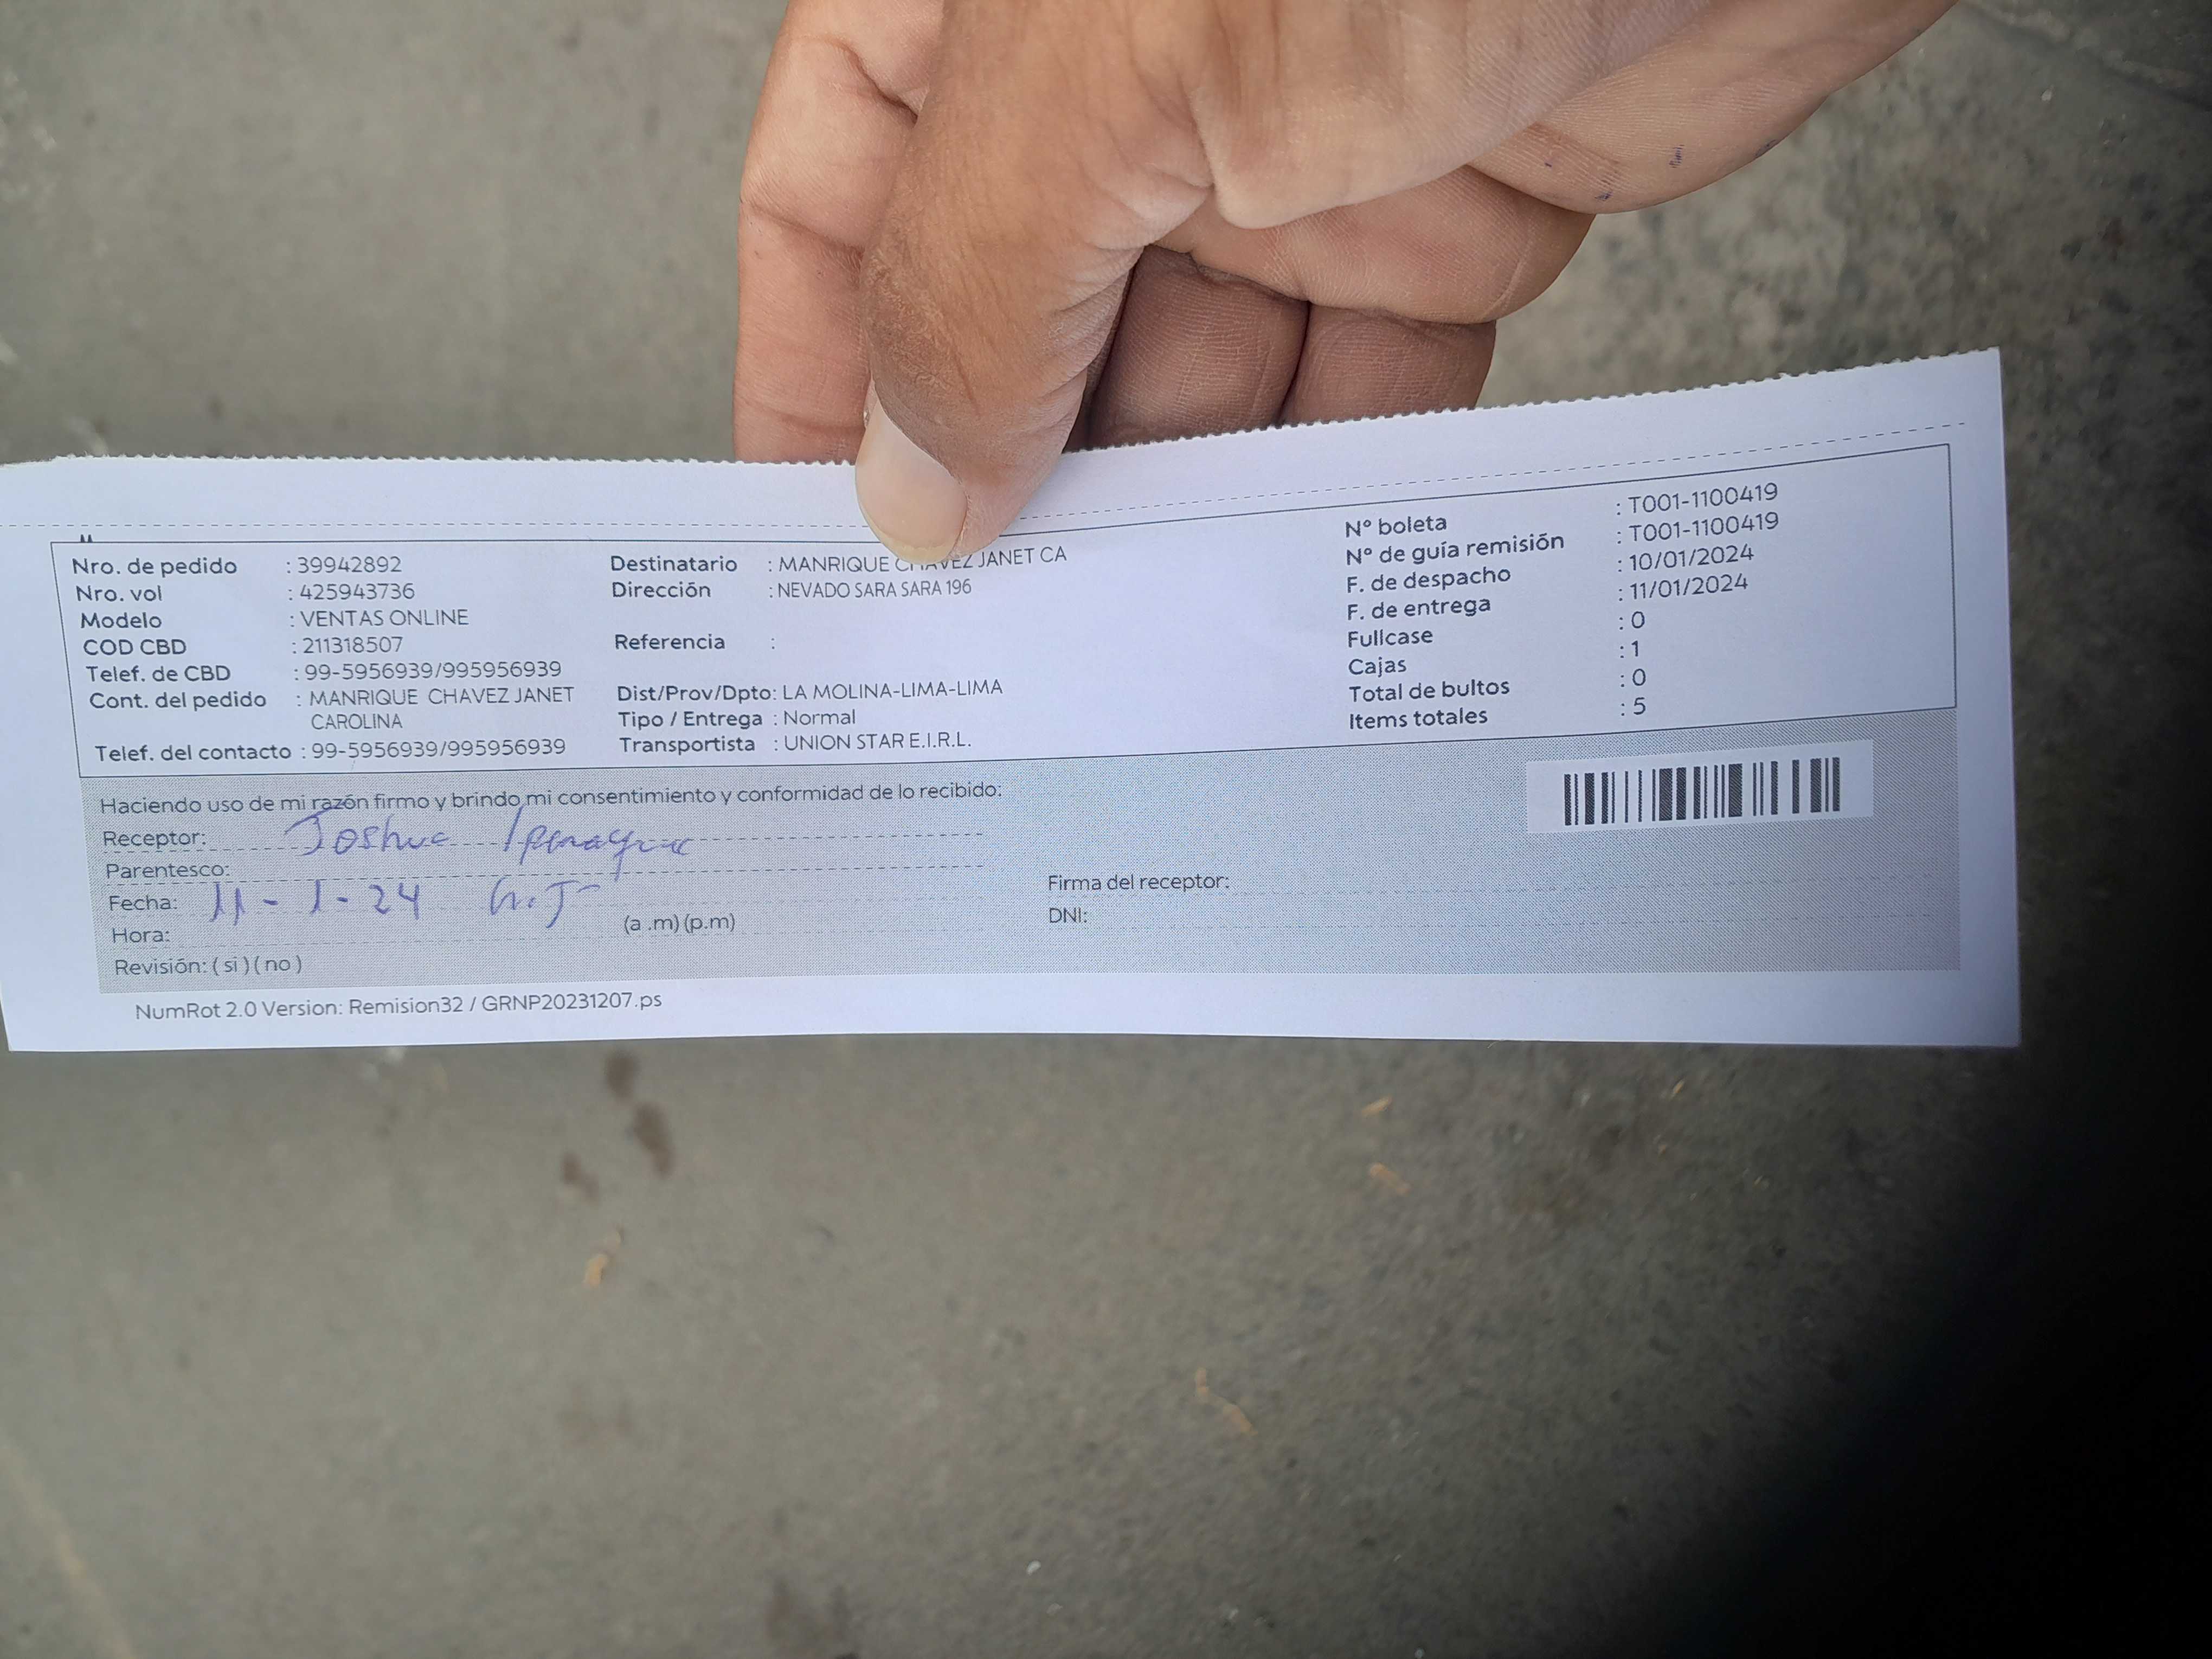 Nro. de pedido : 39942892
Nro. vol : 425943736
Modelo : VENTAS ONLINE
COD CBD : 211318507
Telef. de CBD : 99-5956939/995956939
Cont. del pedido : MANRIQUE CHAVEZ JANET
CAROLINA
Telef. del contacto : 99-5956939/995956939
Destinatario : MANRIQUE CHAVEZ JANET CA
Dirección : NEVADO SARA SARA 196
Referencia :
Dist/Prov/Dpto: LA MOLINA-LIMA-LIMA
Tipo / Entrega : Normal
Transportista : UNION STAR E.I.R.L.
N° boleta : T001-1100419
N° de guía remisión : T001-1100419
F. de despacho : 10/01/2024
F. de entrega : 11/01/2024
Fullcase : 0
Cajas : 1
Total de bultos : 0
Items totales : 5
Haciendo uso de mi razón firmo y brindo mi consentimiento y conformidad de lo recibido:
Receptor: Joshua
Parentesco:
Fecha: 11-1-24
Hora: (a .m) (p.m)
Revisión: ( si ) ( no )
Firma del receptor:
DNI:
NumRot 2.0 Version: Remision32 / GRNP20231207.ps